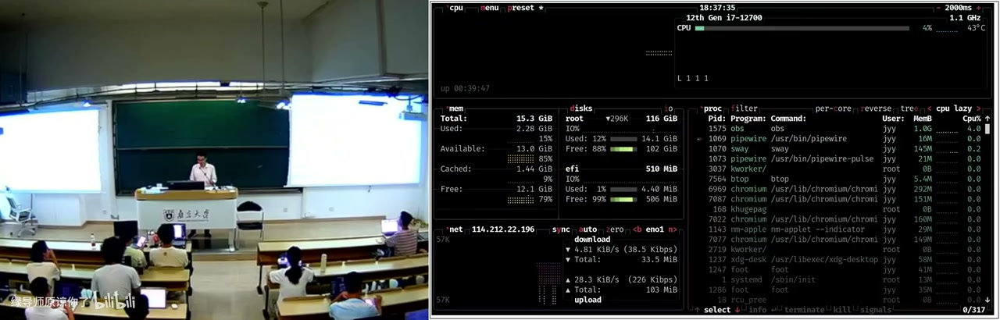 南京大学
绿导师原谅你了 bilibili
cpu menu preset * 18:37:35 - 2000ms +
12th Gen i7-12700 1.1 GHz
CPU 4% 43°C
L 1 1 1
up 00:39:47
mem
Total: 15.3 GiB
Used: 2.28 GiB
15%
Available: 13.0 GiB
85%
Cached: 1.44 GiB
9%
Free: 12.1 GiB
79%
disks io
root ▼296K 116 GiB
IO%
Used: 12% 14.1 GiB
Free: 88% 102 GiB
efi 510 MiB
IO%
Used: 1% 4.40 MiB
Free: 99% 506 MiB
net 114.212.22.196 sync auto zero <b eno1 n>
57K
download
▼ 4.81 KiB/s (38.5 Kibps)
▼ Total: 33.5 MiB
▲ 28.3 KiB/s (226 Kibps)
▲ Total: 103 MiB
57K
upload
proc filter per-core reverse tree < cpu lazy >
Pid: Program: Command: User: MemB Cpu% ↑
1575 obs obs jyy 1.0G 4.0
1069 pipewire /usr/bin/pipewire jyy 16M 0.0
1070 sway sway jyy 145M 0.2
1073 pipewire /usr/bin/pipewire-pulse jyy 21M 0.0
3037 kworker/ root 0B 0.0
7564 btop btop jyy 5.4M 0.0
6969 chromium /usr/lib/chromium/chromi jyy 292M 0.0
7087 chromium /usr/lib/chromium/chromi jyy 151M 0.0
168 khugepag root 0B 0.0
7022 chromium /usr/lib/chromium/chromi jyy 160M 0.0
1143 nm-apple nm-applet --indicator jyy 29M 0.0
7077 chromium /usr/lib/chromium/chromi jyy 149M 0.0
2719 kworker/ root 0B 0.0
1237 xdg-desk /usr/libexec/xdg-desktop jyy 58M 0.0
1247 foot foot jyy 41M 0.0
1 systemd /sbin/init root 13M 0.0
1286 foot foot jyy 35M 0.0
18 rcu_pree root 0B 0.0 ↓
↑ select ↓ info ↵ terminate kill signals 0/317